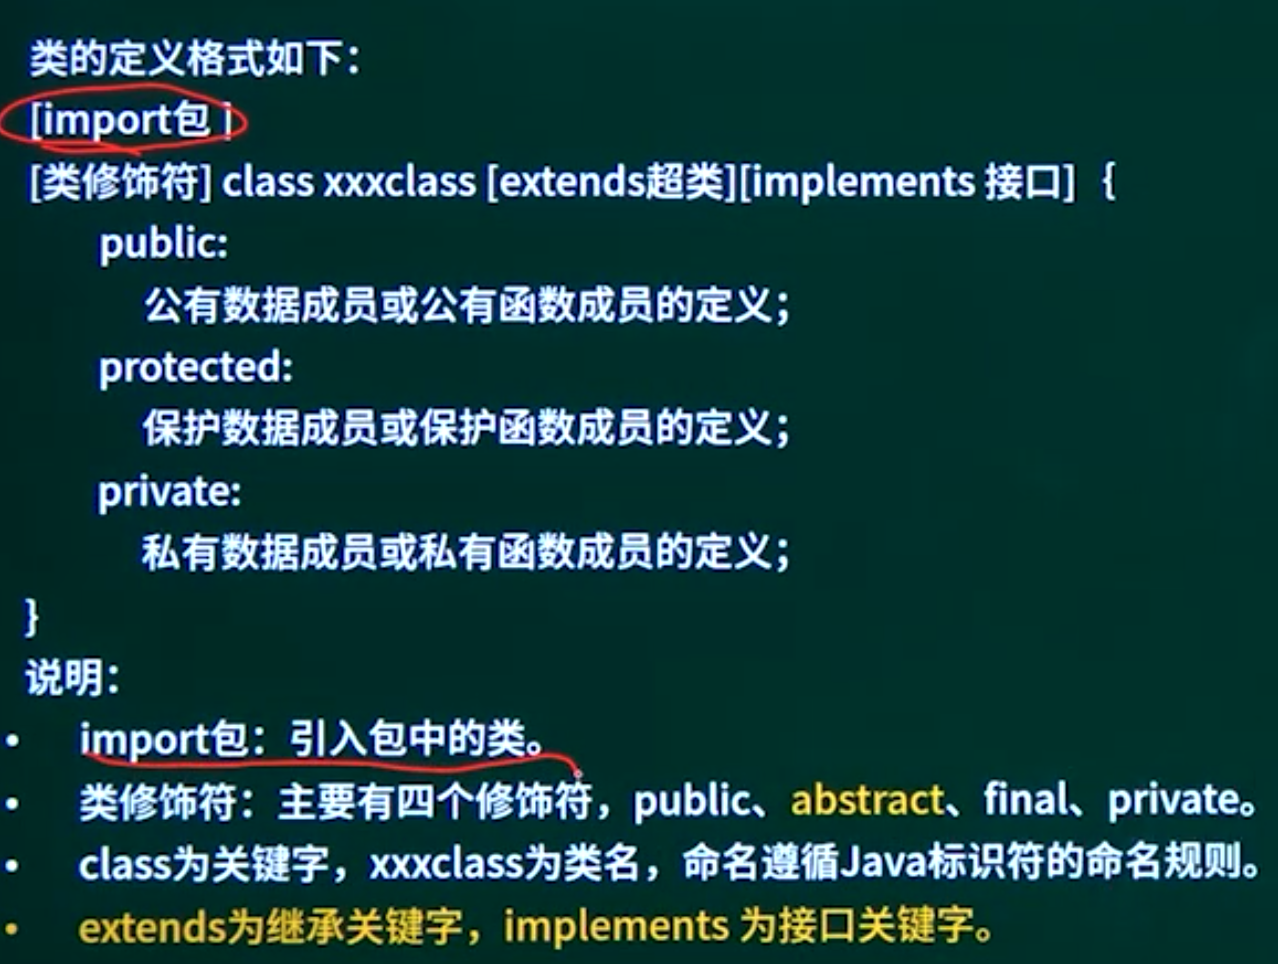 类的定义格式如下：
[import包 ]
[类修饰符] class xxxclass [extends超类][implements 接口] {
public:
公有数据成员或公有函数成员的定义；
protected:
保护数据成员或保护函数成员的定义；
private:
私有数据成员或私有函数成员的定义；
}
说明：
• import包：引入包中的类。
• 类修饰符：主要有四个修饰符，public、abstract、final、private。
• class为关键字，xxxclass为类名，命名遵循Java标识符的命名规则。
• extends为继承关键字，implements 为接口关键字。